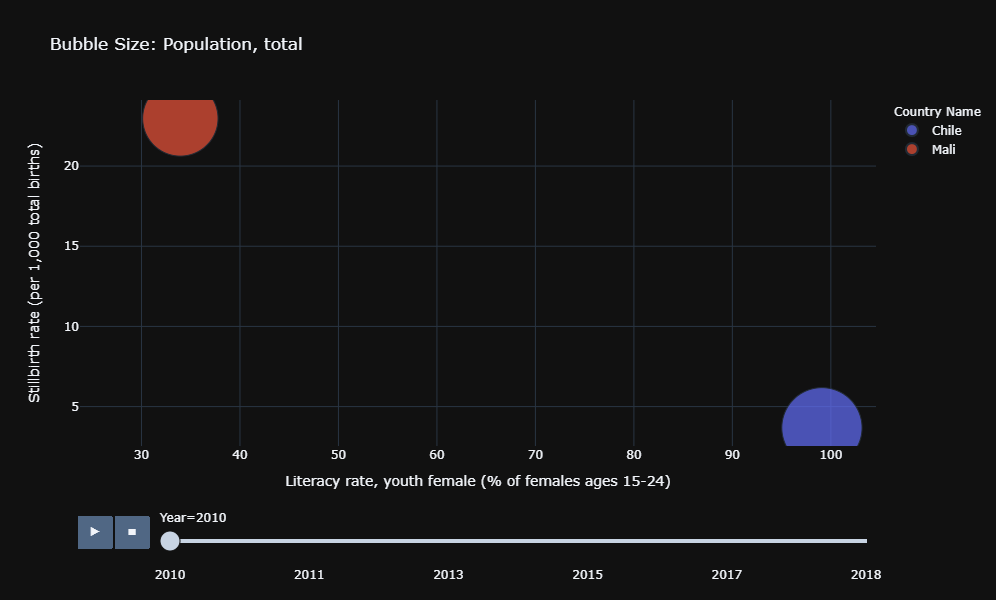 Bubble Size: Population, total
Country Name
Chile
Mali
Stillbirth rate (per 1,000 total births)
20
15
10
5
30 40 50 60 70 80 90 100
Literacy rate, youth female (% of females ages 15-24)
Year=2010
2010 2011 2013 2015 2017 2018